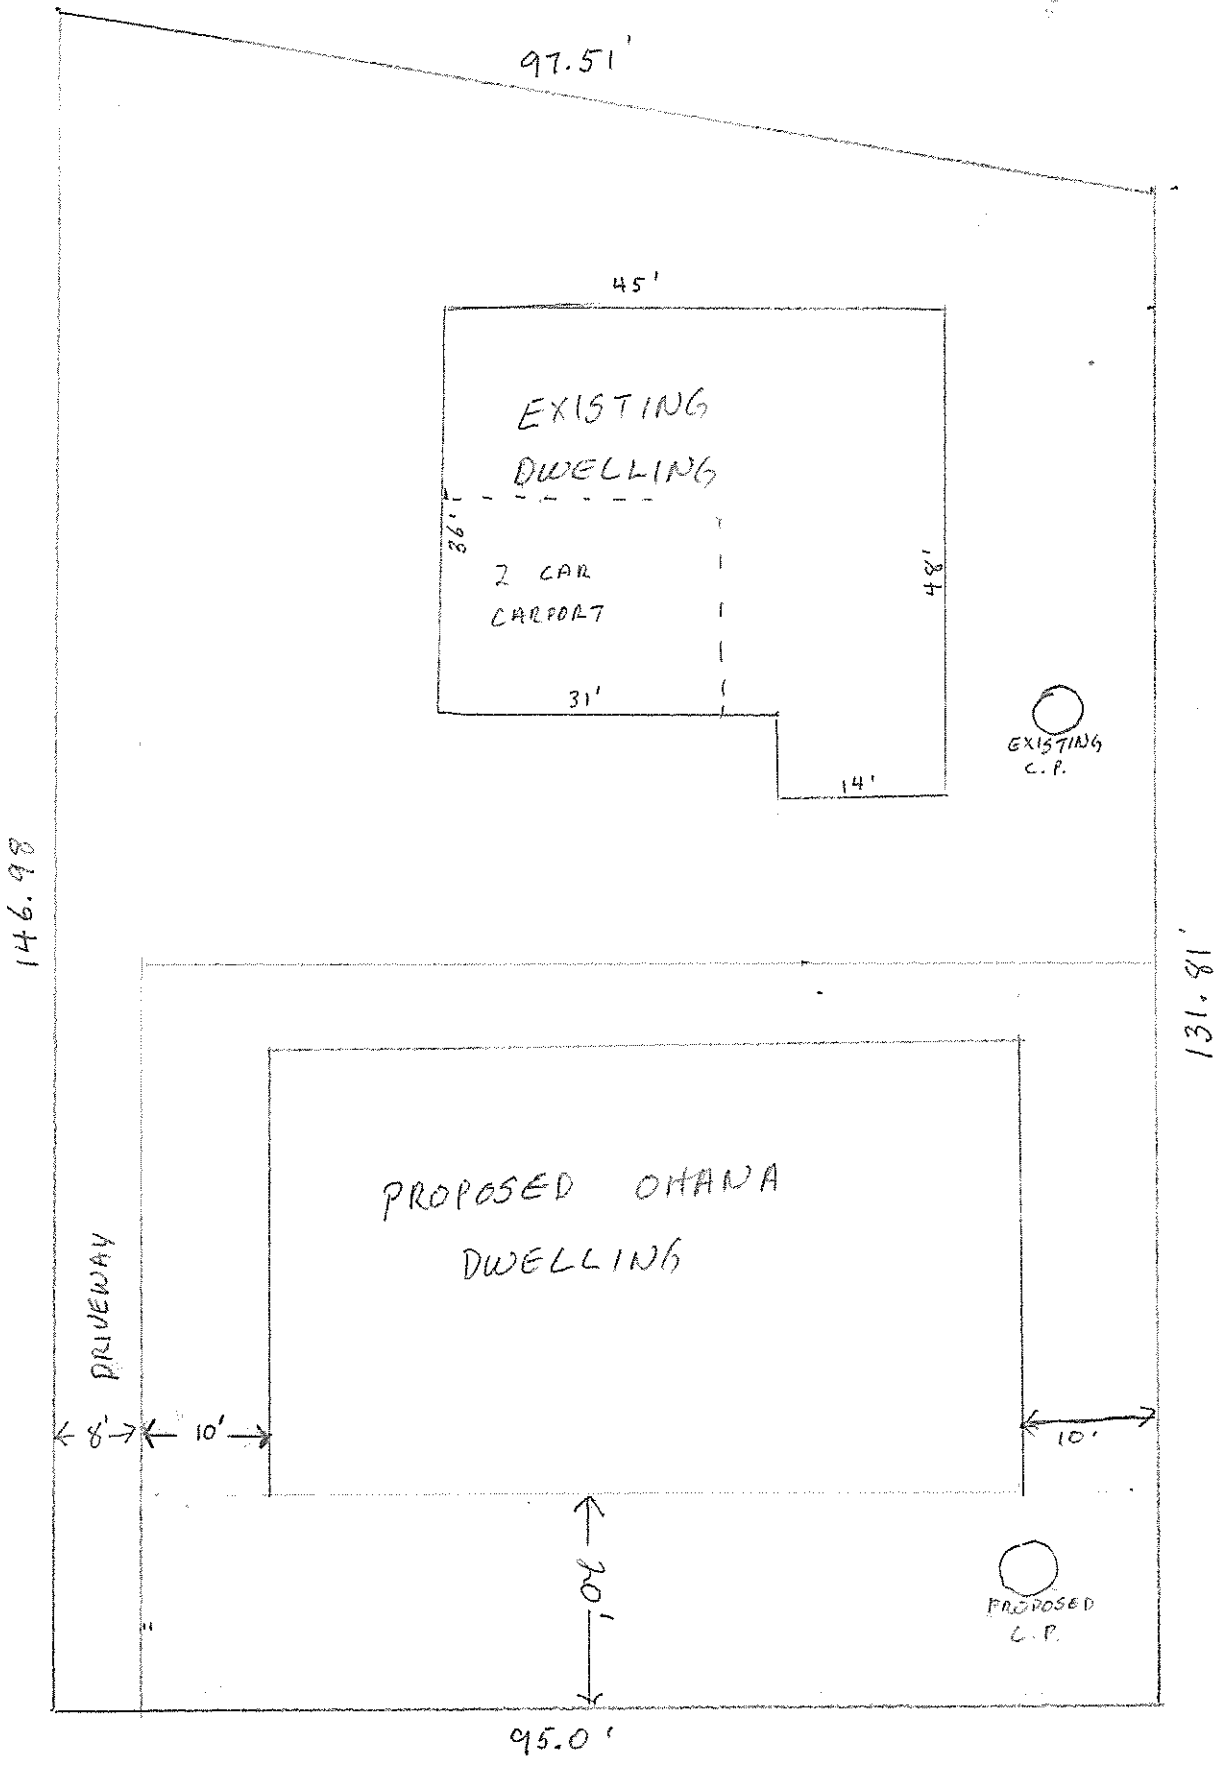 97.51'
45'
EXISTING
DWELLING
36'
2 CAR
CARPORT
48'
31'
14'
EXISTING
C.P.
146.98
131.81'
PROPOSED OHANA
DWELLING
DRIVEWAY
8'
10'
10'
20'
PROPOSED
C.P.
95.0'